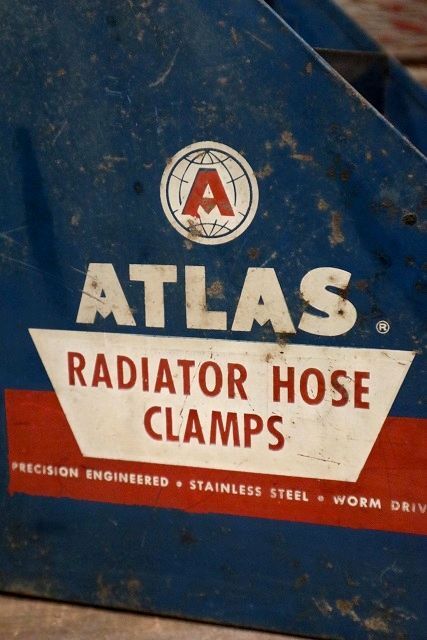 A
ATLAS®
RADIATOR HOSE
CLAMPS
PRECISION ENGINEERED • STAINLESS STEEL • WORM DRIV